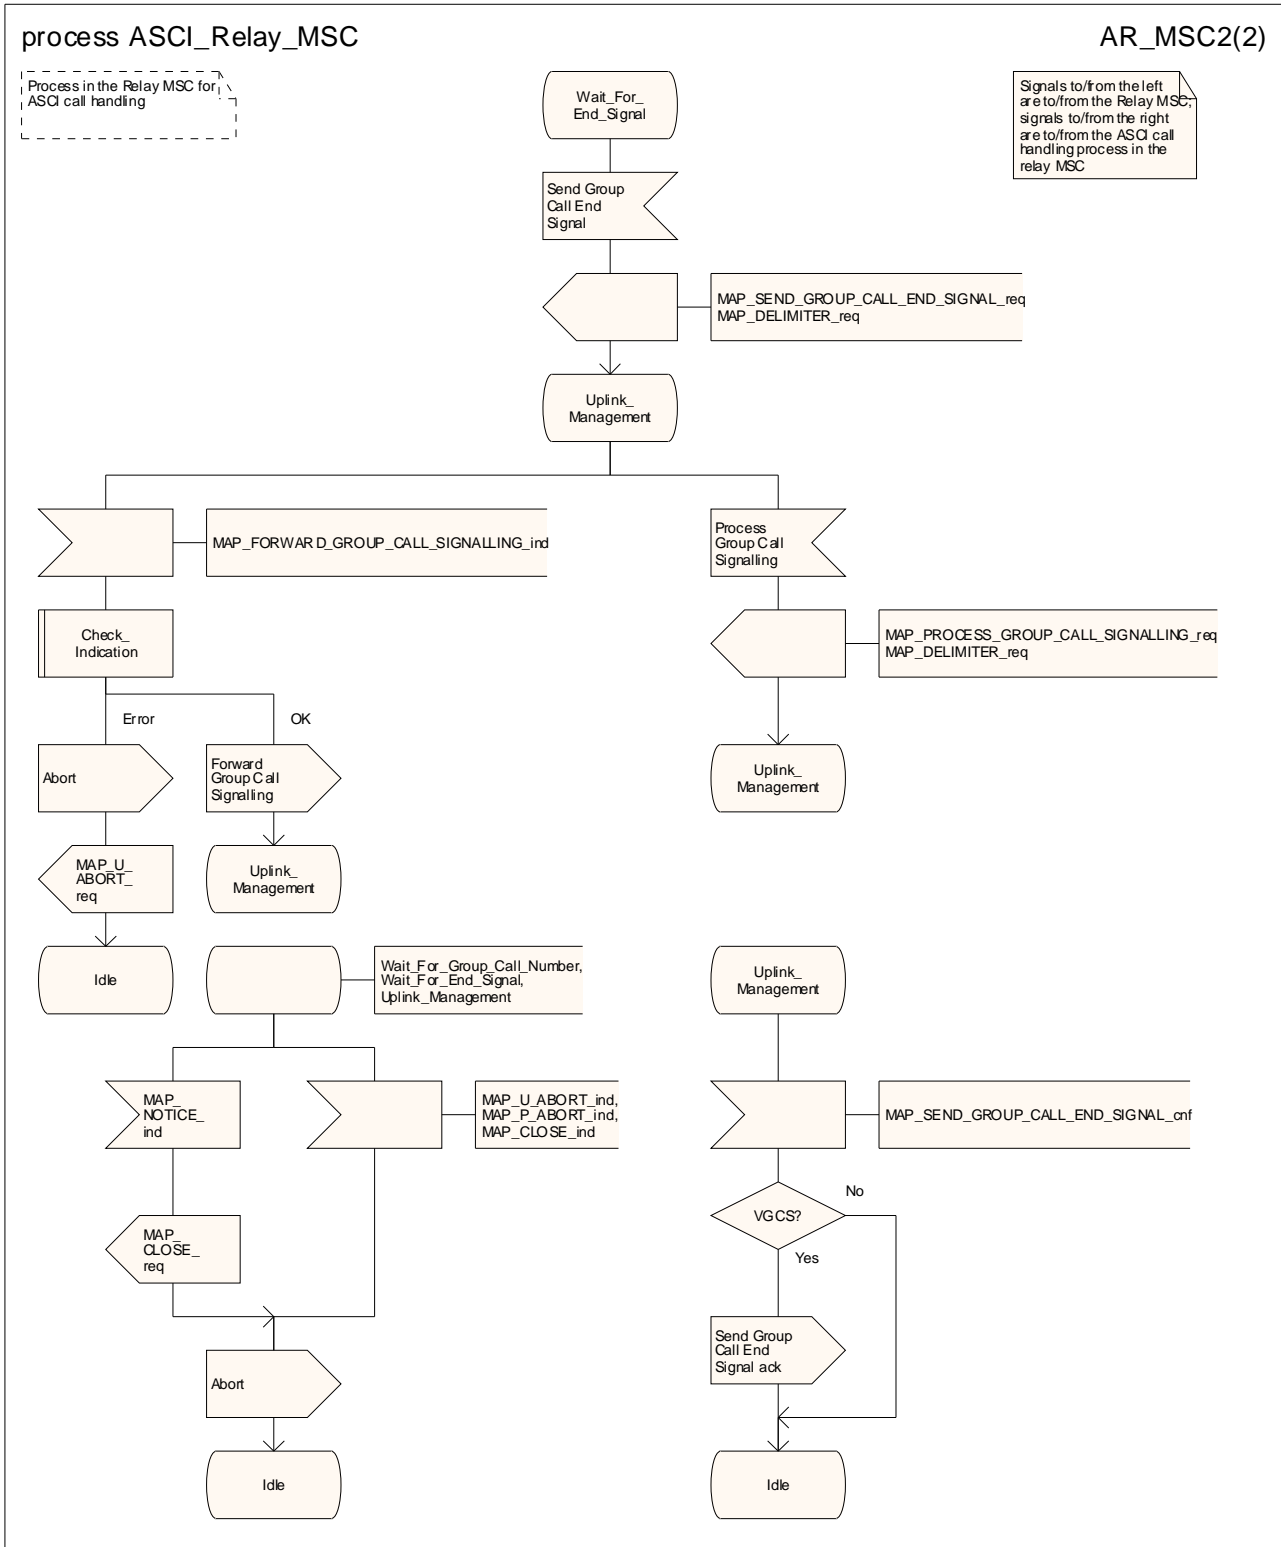 process ASCI_Relay_MSC
AR_MSC2(2)
Process in the Relay MSC for
ASCI call handling
Signals to/from the left
are to/from the Relay MSC;
signals to/from the right
are to/from the ASCI call
handling process in the
relay MSC
Wait_For_
End_Signal
Send Group
Call End
Signal
MAP_SEND_GROUP_CALL_END_SIGNAL_req
MAP_DELIMITER_req
Uplink_
Management
MAP_FORWARD_GROUP_CALL_SIGNALLING_ind
Process
Group Call
Signalling
Check_
Indication
MAP_PROCESS_GROUP_CALL_SIGNALLING_req
MAP_DELIMITER_req
Error
OK
Abort
Forward
Group Call
Signalling
Uplink_
Management
MAP_U_
ABORT_
req
Uplink_
Management
Idle
Wait_For_Group_Call_Number,
Wait_For_End_Signal,
Uplink_Management
Uplink_
Management
MAP_
NOTICE_
ind
MAP_U_ABORT_ind,
MAP_P_ABORT_ind,
MAP_CLOSE_ind
MAP_SEND_GROUP_CALL_END_SIGNAL_cnf
VGCS?
No
Yes
MAP_
CLOSE_
req
Send Group
Call End
Signal ack
Abort
Idle
Idle